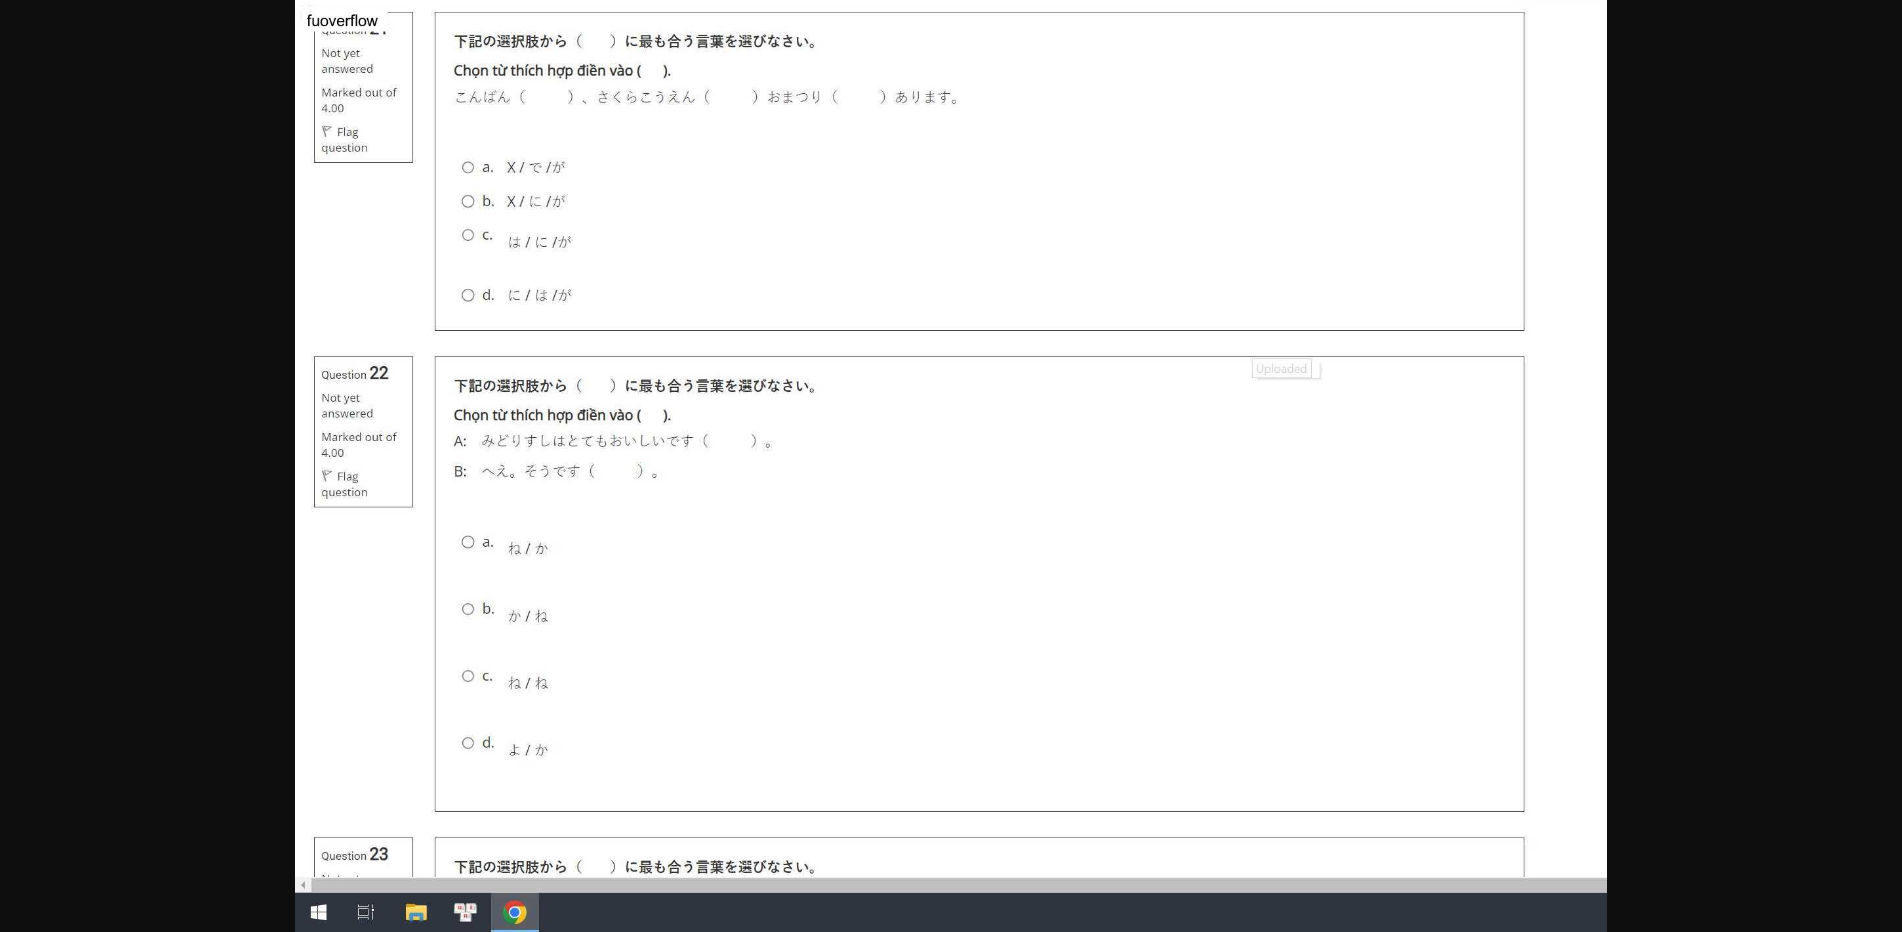 fuoverflow
Question 21
Not yet
answered
Marked out of
4.00
Flag
question
下記の選択肢から（　　）に最も合う言葉を選びなさい。
Chọn từ thích hợp điền vào (　 ).
こんばん（　　　）、さくらこうえん（　　　）おまつり（　　　）あります。
a. X / で /が
b. X / に /が
c. は / に /が
d. に / は /が
Question 22
Not yet
answered
Marked out of
4.00
Flag
question
Uploaded
下記の選択肢から（　　）に最も合う言葉を選びなさい。
Chọn từ thích hợp điền vào (　 ).
A: みどりすしはとてもおいしいです（　　　）。
B: へえ。そうです（　　　）。
a. ね / か
b. か / ね
c. ね / ね
d. よ / か
Question 23
下記の選択肢から（　　）に最も合う言葉を選びなさい。